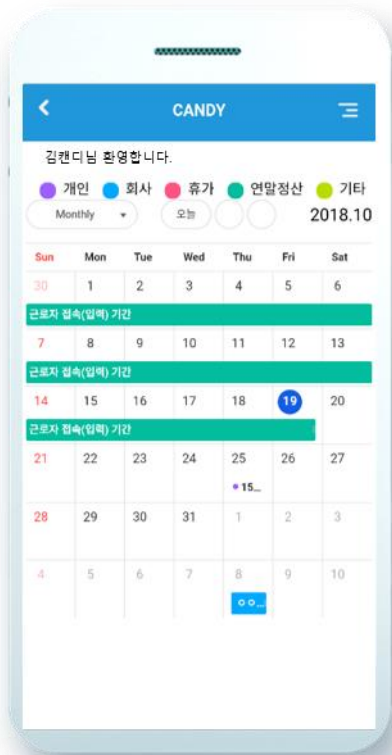 CANDY
김캔디님 환영합니다.
개인 회사 휴가 연말정산 기타
Monthly 오늘 2018.10
Sun Mon Tue Wed Thu Fri Sat
30 1 2 3 4 5 6
근로자 접속(입력) 기간
7 8 9 10 11 12 13
근로자 접속(입력) 기간
14 15 16 17 18 19 20
근로자 접속(입력) 기간
21 22 23 24 25 26 27
15...
28 29 30 31 1 2 3
4 5 6 7 8 9 10
ㅇㅇ...